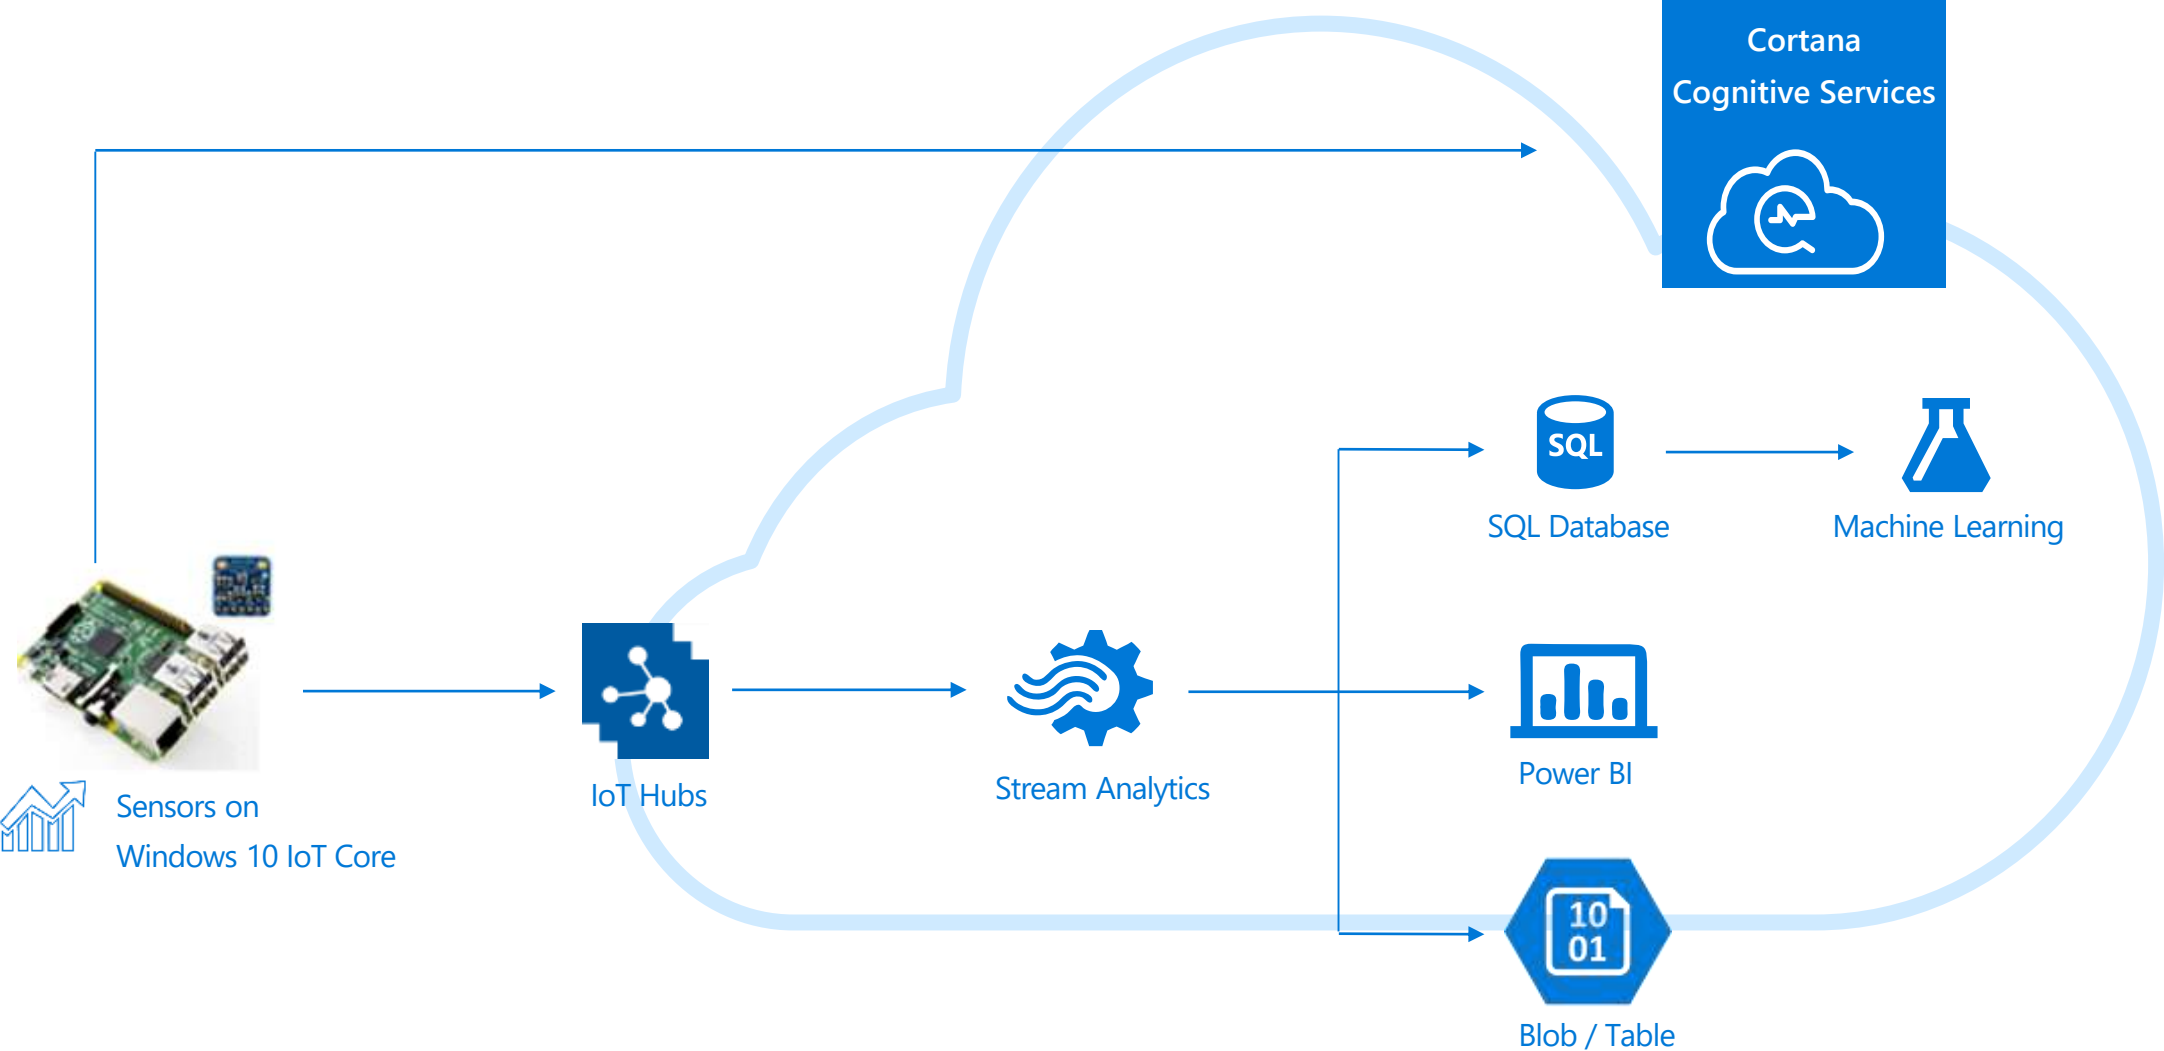 Cortana
Cognitive Services
SQL
SQL Database
Machine Learning
Power BI
IoT Hubs
Stream Analytics
Sensors on
Windows 10 IoT Core
10
01
Blob / Table